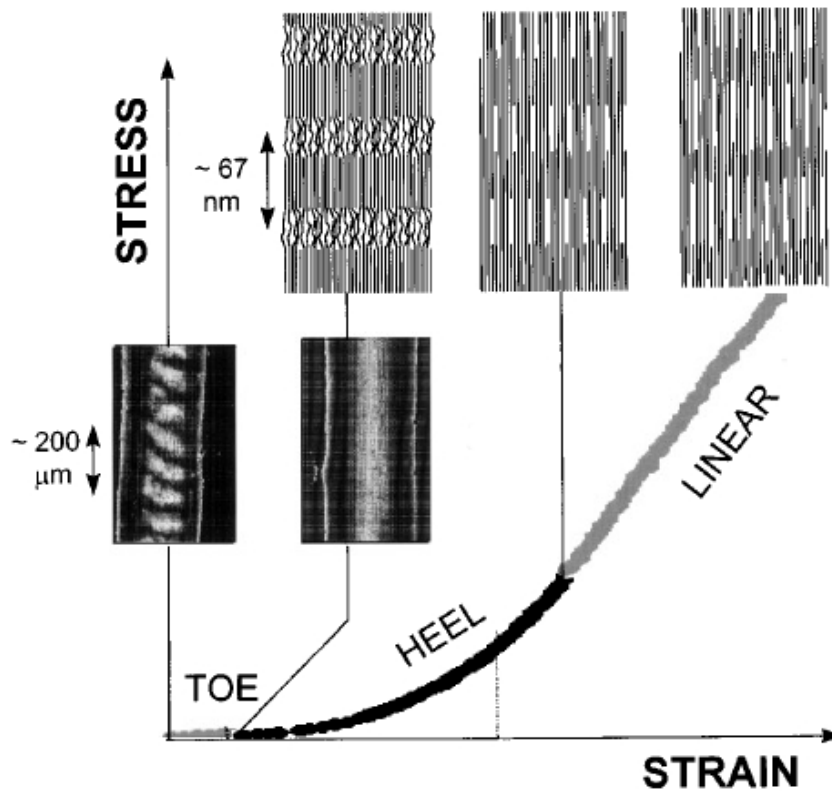 STRESS
~ 67
nm
~ 200
μm
TOE
HEEL
LINEAR
STRAIN